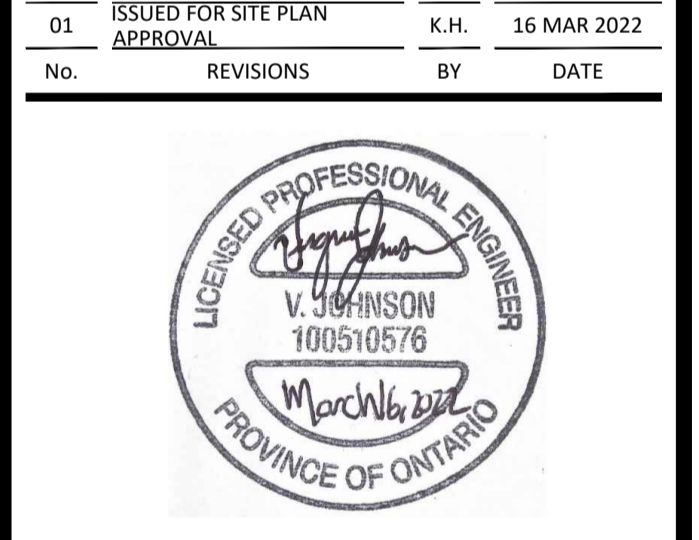 01 ISSUED FOR SITE PLAN APPROVAL K.H. 16 MAR 2022
No. REVISIONS BY DATE
LICENSED PROFESSIONAL ENGINEER
V. JOHNSON
100510576
March 16, 2022
PROVINCE OF ONTARIO